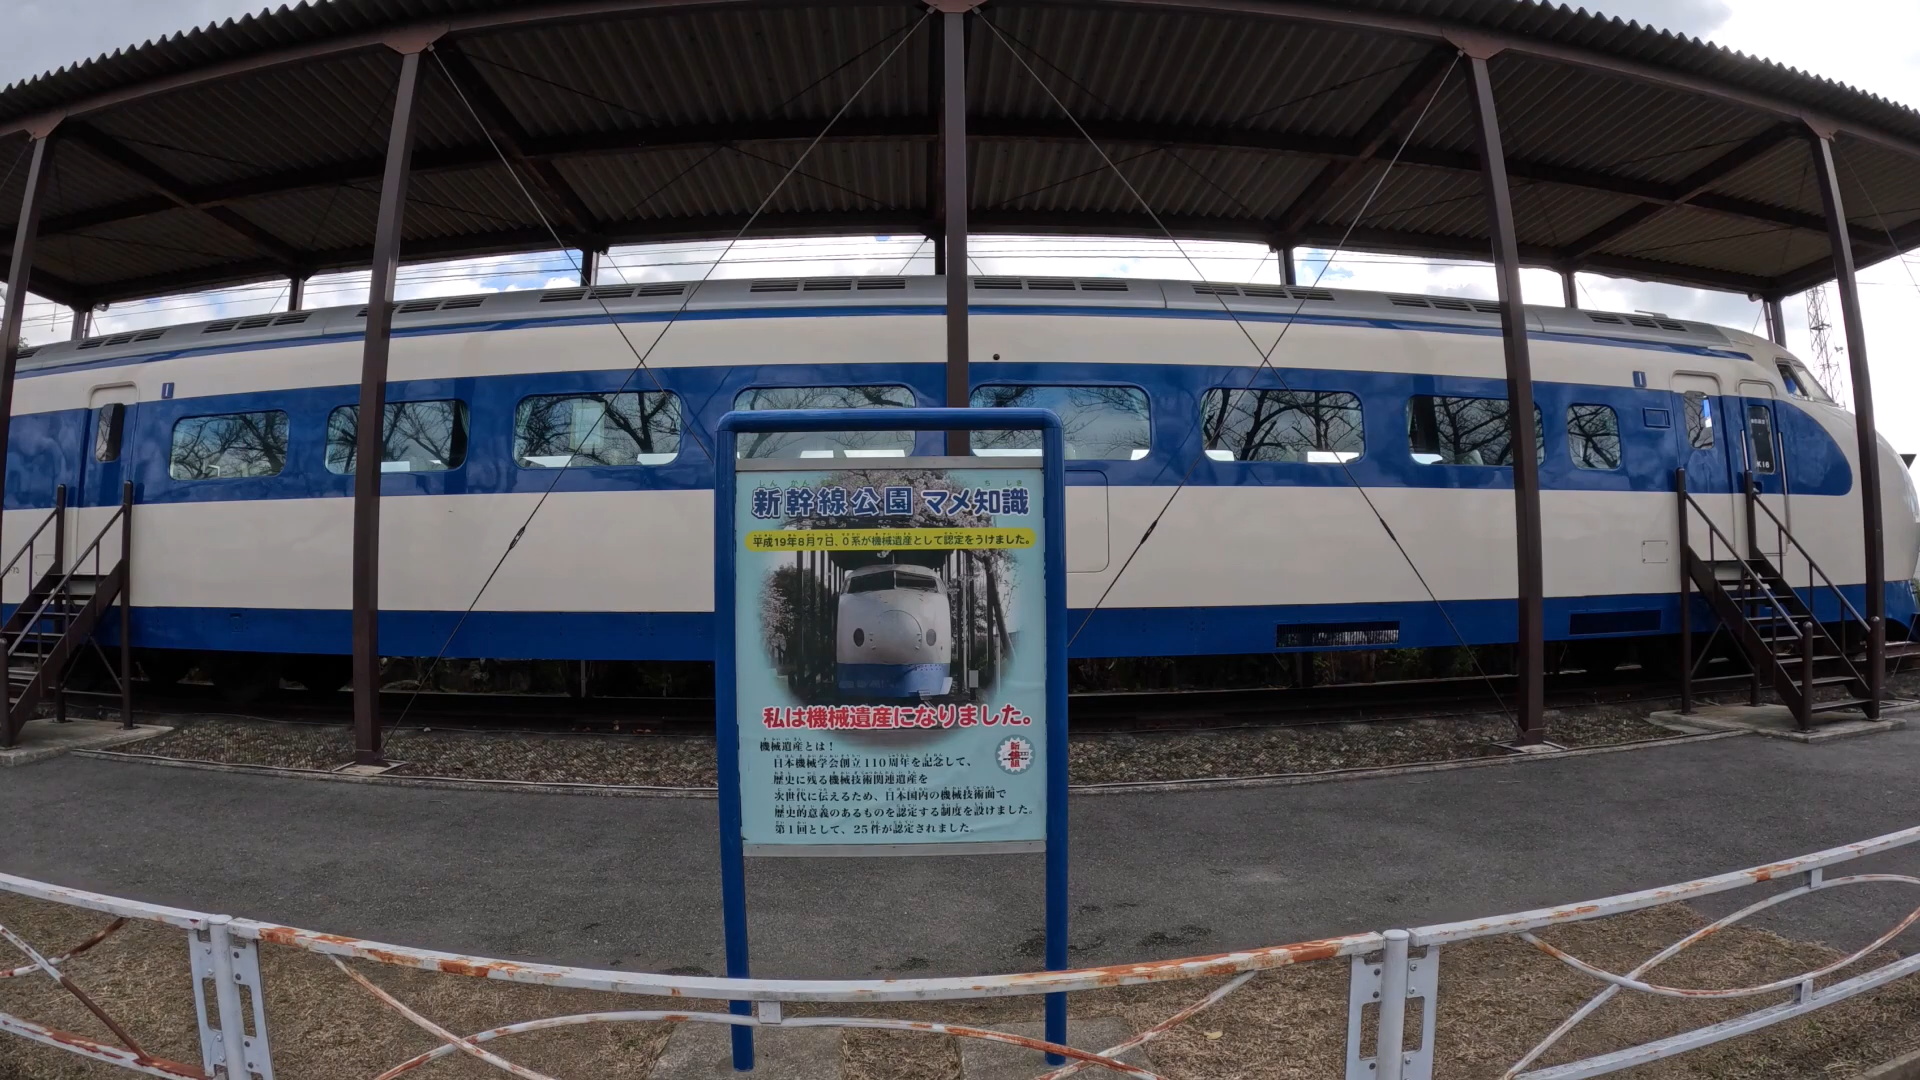 新幹線公園 マメ知識
平成19年8月7日、0系が機械遺産として認定をうけました。
私は機械遺産になりました。
機械遺産とは！
日本機械学会創立110周年を記念して、
歴史に残る機械技術関連遺産を
次世代に伝えるため、日本国内の機械技術面で
歴史的意義のあるものを認定する制度を設けました。
第1回として、25件が認定されました。
1
1
K16